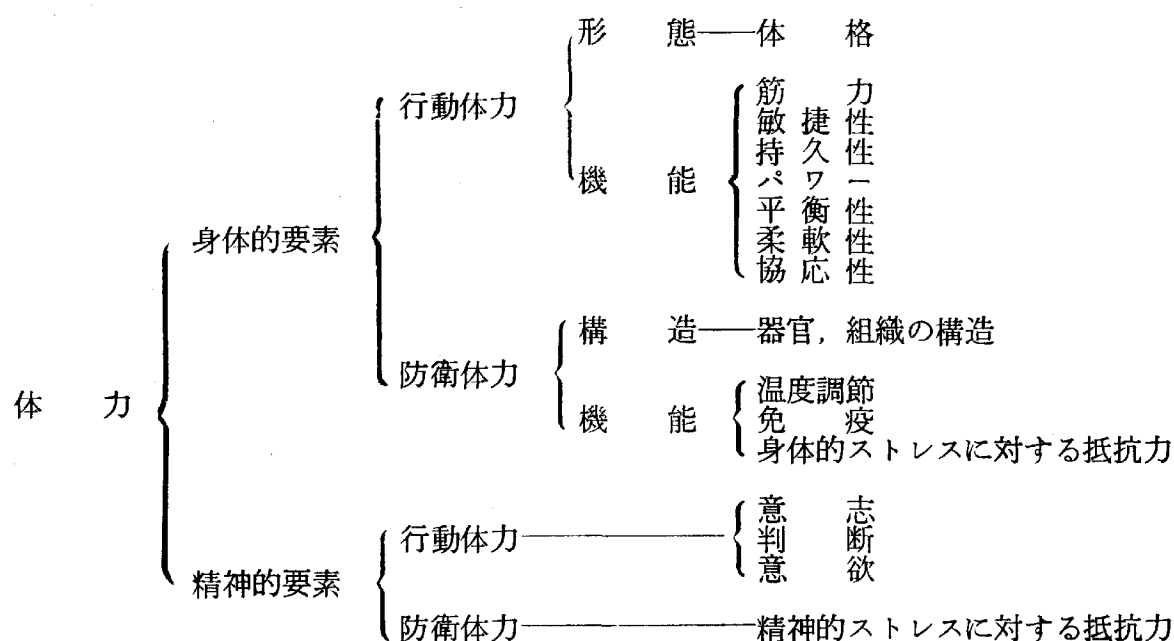 形態――体格
行動体力
筋力
敏捷性
持久性
機能
パワー
平衡性
身体的要素
柔軟性
協応性
構造――器官，組織の構造
防衛体力
体力
温度調節
機能
免疫
身体的ストレスに対する抵抗力
意志
行動体力
判断
意欲
精神的要素
防衛体力――精神的ストレスに対する抵抗力